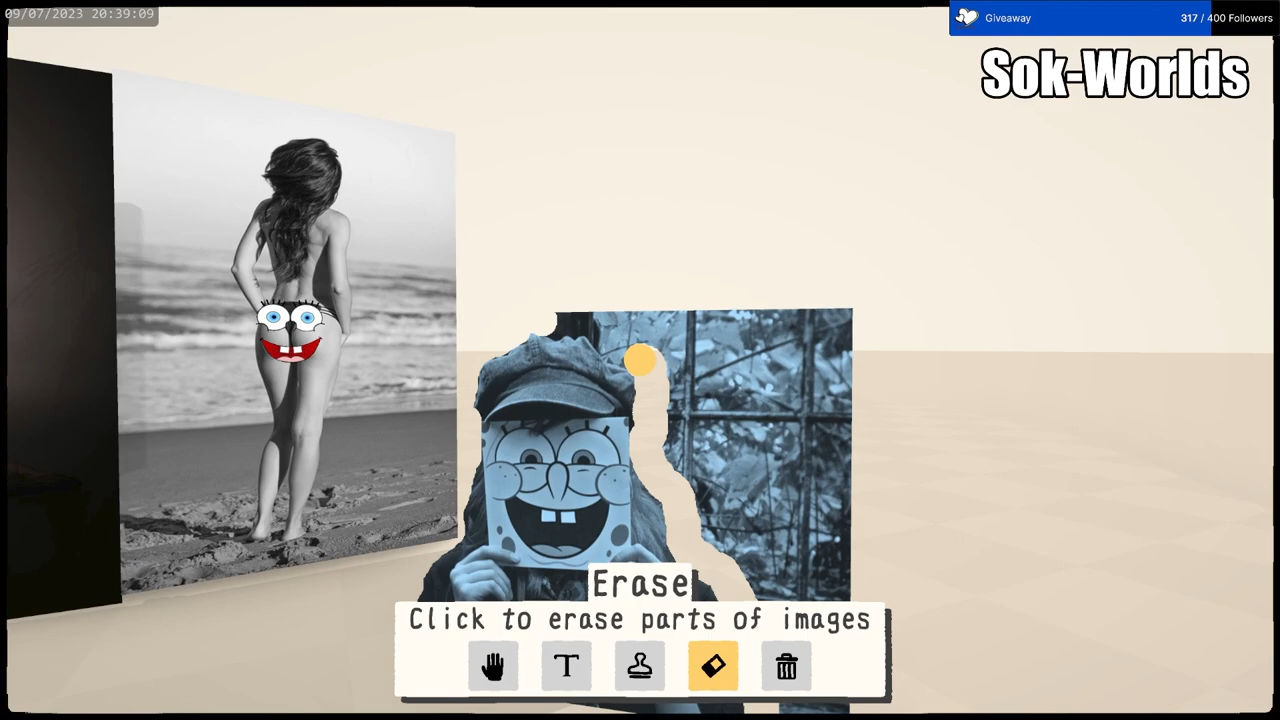 09/07/2023 20:39:09
Giveaway
317 / 400 Followers
Sok-Worlds
Erase
Click to erase parts of images
T